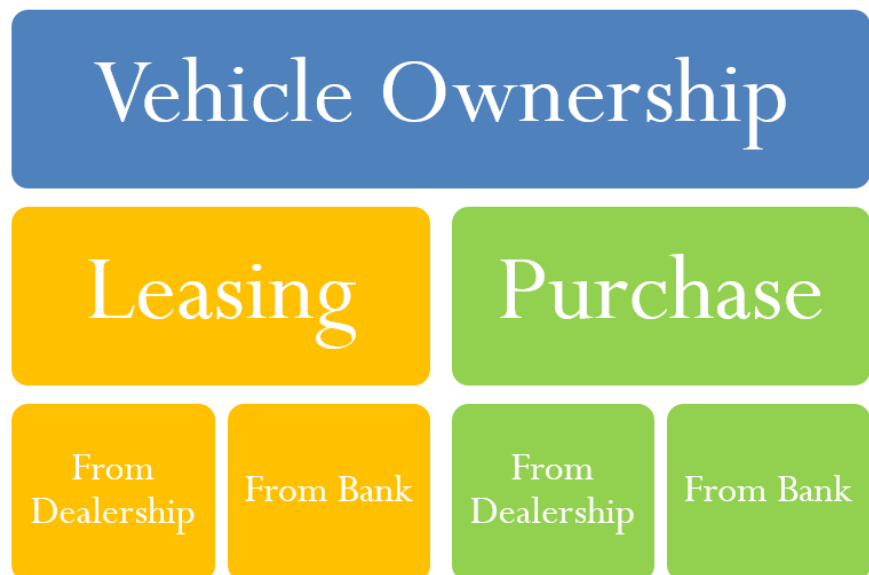 Vehicle Ownership
Leasing
Purchase
From
Dealership
From Bank
From
Dealership
From Bank